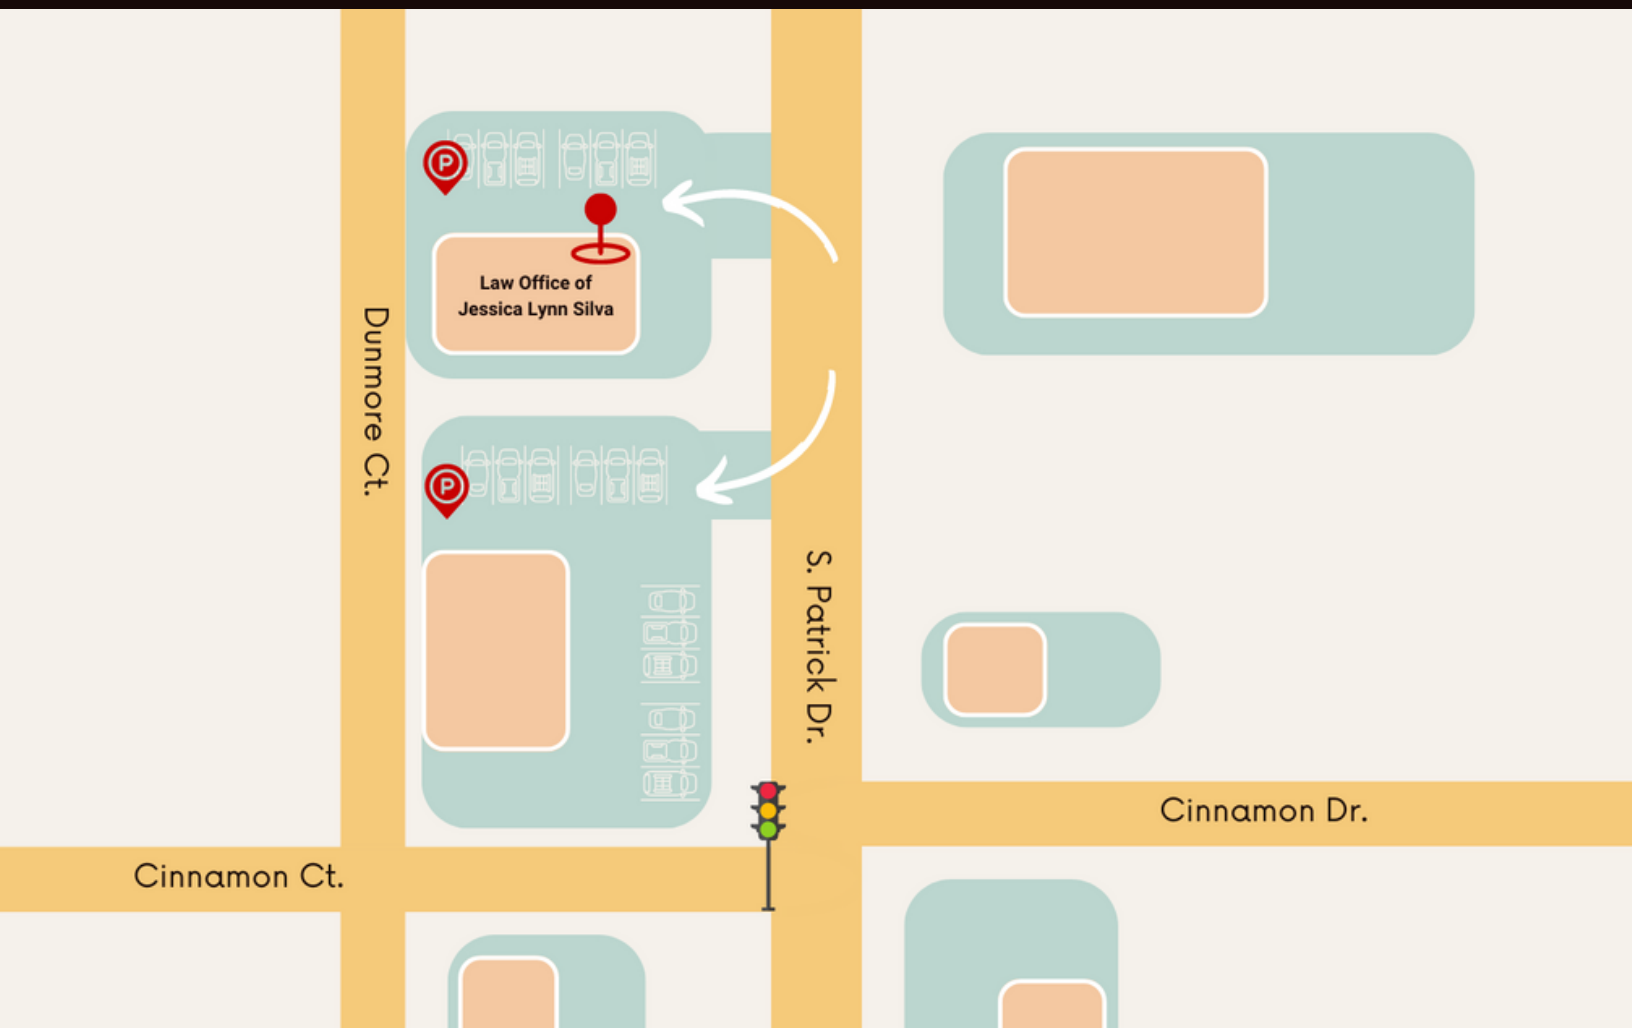 P
Law Office of
Jessica Lynn Silva
Dunmore Ct.
P
S. Patrick Dr.
Cinnamon Dr.
Cinnamon Ct.